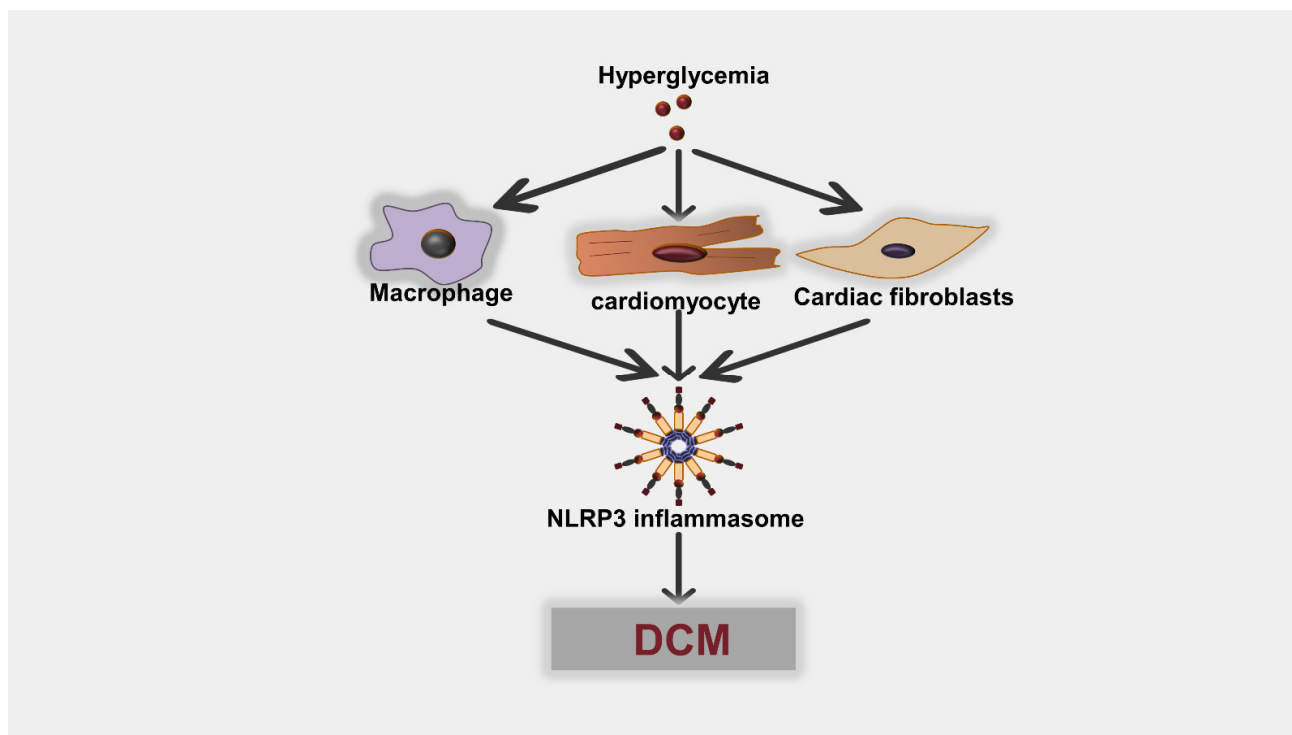 Hyperglycemia
Macrophage
cardiomyocyte
Cardiac fibroblasts
NLRP3 inflammasome
DCM